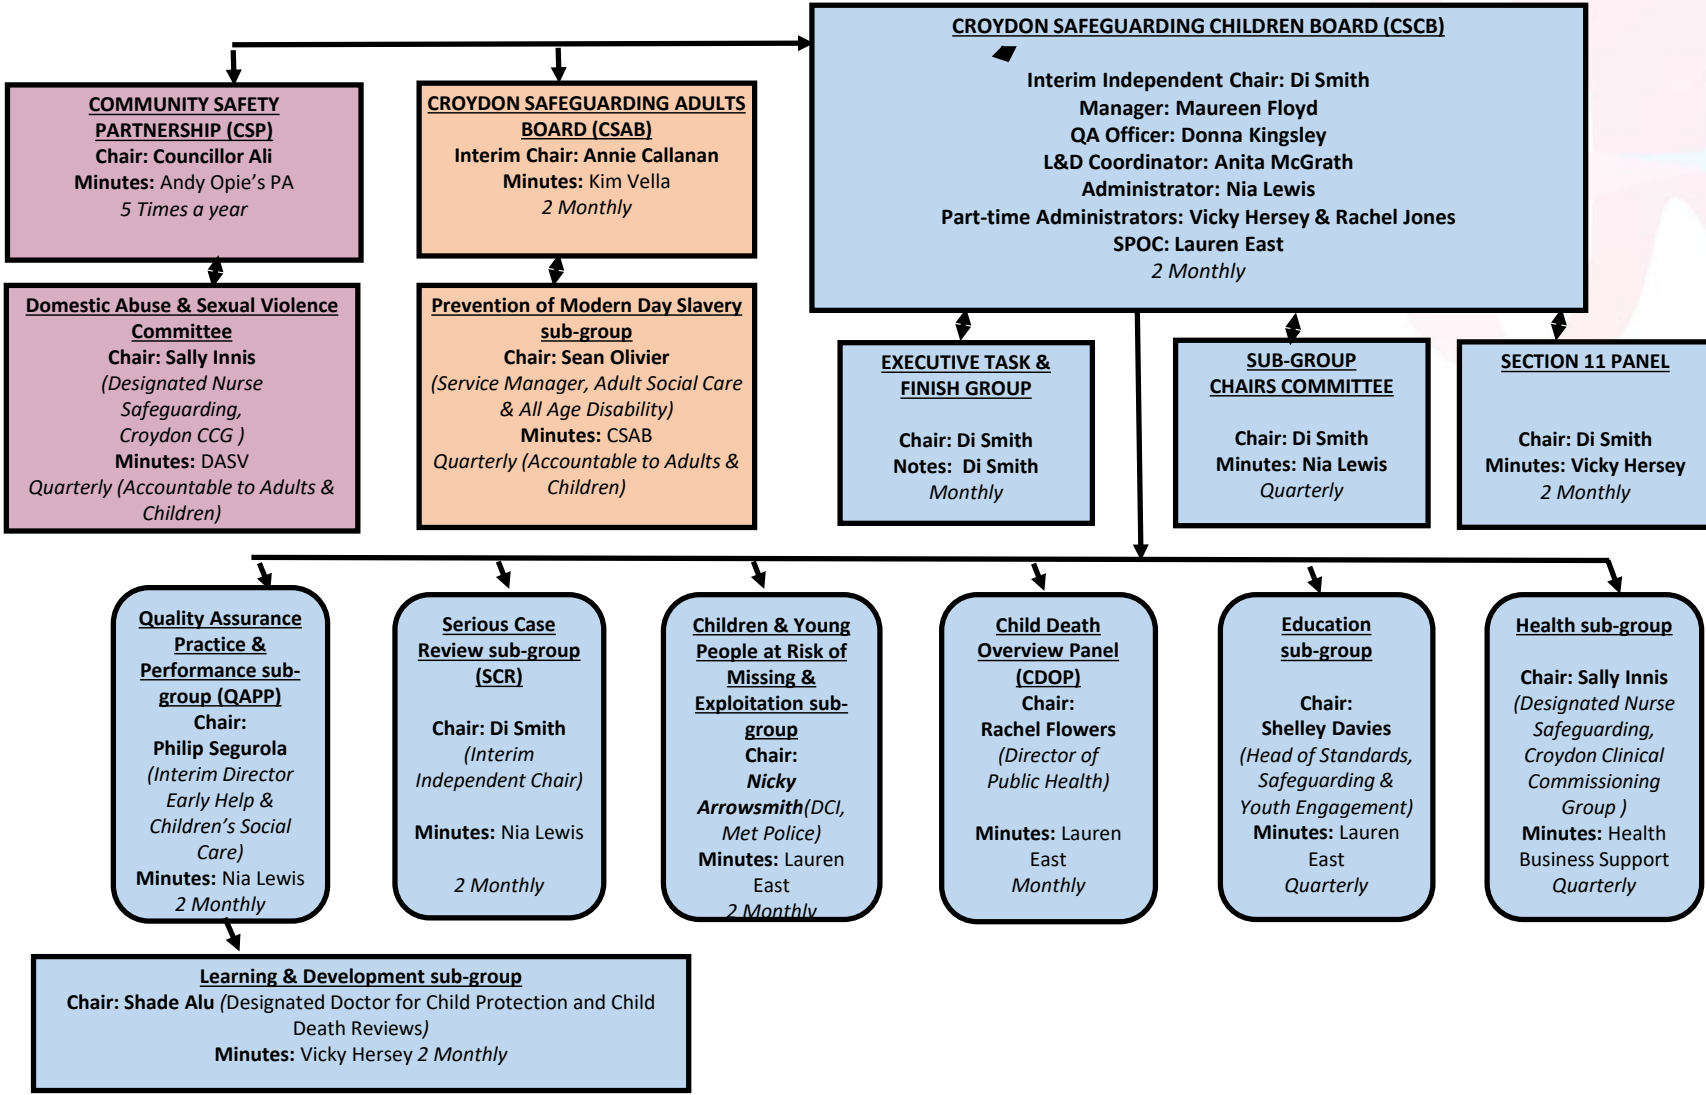 CROYDON SAFEGUARDING CHILDREN BOARD (CSCB)
Interim Independent Chair: Di Smith
Manager: Maureen Floyd
QA Officer: Donna Kingsley
L&D Coordinator: Anita McGrath
Administrator: Nia Lewis
Part-time Administrators: Vicky Hersey & Rachel Jones
SPOC: Lauren East
2 Monthly
COMMUNITY SAFETY
PARTNERSHIP (CSP)
Chair: Councillor Ali
Minutes: Andy Opie’s PA
5 Times a year
CROYDON SAFEGUARDING ADULTS
BOARD (CSAB)
Interim Chair: Annie Callanan
Minutes: Kim Vella
2 Monthly
Domestic Abuse & Sexual Violence
Committee
Chair: Sally Innis
(Designated Nurse
Safeguarding,
Croydon CCG )
Minutes: DASV
Quarterly (Accountable to Adults &
Children)
Prevention of Modern Day Slavery
sub-group
Chair: Sean Olivier
(Service Manager, Adult Social Care
& All Age Disability)
Minutes: CSAB
Quarterly (Accountable to Adults &
Children)
EXECUTIVE TASK &
FINISH GROUP
Chair: Di Smith
Notes: Di Smith
Monthly
SUB-GROUP
CHAIRS COMMITTEE
Chair: Di Smith
Minutes: Nia Lewis
Quarterly
SECTION 11 PANEL
Chair: Di Smith
Minutes: Vicky Hersey
2 Monthly
Quality Assurance
Practice &
Performance sub-
group (QAPP)
Chair:
Philip Segurola
(Interim Director
Early Help &
Children’s Social
Care)
Minutes: Nia Lewis
2 Monthly
Serious Case
Review sub-group
(SCR)
Chair: Di Smith
(Interim
Independent Chair)
Minutes: Nia Lewis
2 Monthly
Children & Young
People at Risk of
Missing &
Exploitation sub-
group
Chair:
Nicky
Arrowsmith(DCI,
Met Police)
Minutes: Lauren
East
2 Monthly
Child Death
Overview Panel
(CDOP)
Chair:
Rachel Flowers
(Director of
Public Health)
Minutes: Lauren
East
Monthly
Education
sub-group
Chair:
Shelley Davies
(Head of Standards,
Safeguarding &
Youth Engagement)
Minutes: Lauren
East
Quarterly
Health sub-group
Chair: Sally Innis
(Designated Nurse
Safeguarding,
Croydon Clinical
Commissioning
Group )
Minutes: Health
Business Support
Quarterly
Learning & Development sub-group
Chair: Shade Alu (Designated Doctor for Child Protection and Child
Death Reviews)
Minutes: Vicky Hersey 2 Monthly